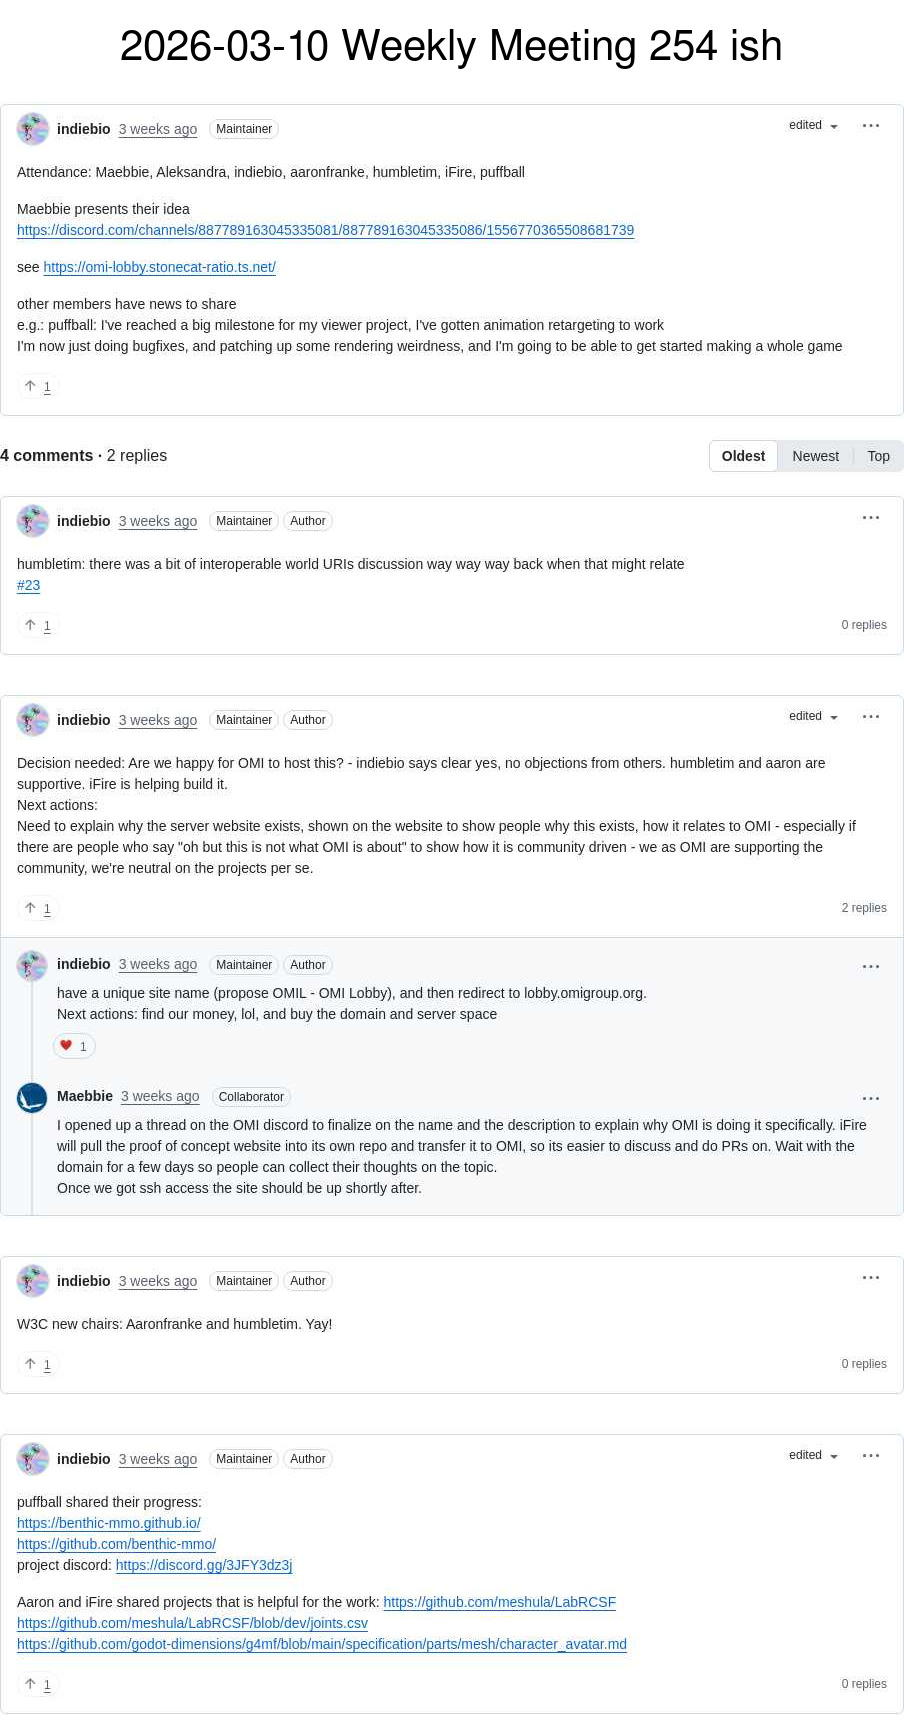 2026-03-10 Weekly Meeting 254 ish
indiebio 3 weeks ago Maintainer edited
Attendance: Maebbie, Aleksandra, indiebio, aaronfranke, humbletim, iFire, puffball
Maebbie presents their idea
https://discord.com/channels/887789163045335081/887789163045335086/1556770365508681739
see https://omi-lobby.stonecat-ratio.ts.net/
other members have news to share
e.g.: puffball: I've reached a big milestone for my viewer project, I've gotten animation retargeting to work
I'm now just doing bugfixes, and patching up some rendering weirdness, and I'm going to be able to get started making a whole game
1
4 comments · 2 replies
Oldest Newest Top
indiebio 3 weeks ago Maintainer Author
humbletim: there was a bit of interoperable world URIs discussion way way way back when that might relate
#23
1 0 replies
indiebio 3 weeks ago Maintainer Author edited
Decision needed: Are we happy for OMI to host this? - indiebio says clear yes, no objections from others. humbletim and aaron are
supportive. iFire is helping build it.
Next actions:
Need to explain why the server website exists, shown on the website to show people why this exists, how it relates to OMI - especially if
there are people who say "oh but this is not what OMI is about" to show how it is community driven - we as OMI are supporting the
community, we're neutral on the projects per se.
1 2 replies
indiebio 3 weeks ago Maintainer Author
have a unique site name (propose OMIL - OMI Lobby), and then redirect to lobby.omigroup.org.
Next actions: find our money, lol, and buy the domain and server space
1
Maebbie 3 weeks ago Collaborator
I opened up a thread on the OMI discord to finalize on the name and the description to explain why OMI is doing it specifically. iFire
will pull the proof of concept website into its own repo and transfer it to OMI, so its easier to discuss and do PRs on. Wait with the
domain for a few days so people can collect their thoughts on the topic.
Once we got ssh access the site should be up shortly after.
indiebio 3 weeks ago Maintainer Author
W3C new chairs: Aaronfranke and humbletim. Yay!
1 0 replies
indiebio 3 weeks ago Maintainer Author edited
puffball shared their progress:
https://benthic-mmo.github.io/
https://github.com/benthic-mmo/
project discord: https://discord.gg/3JFY3dz3j
Aaron and iFire shared projects that is helpful for the work: https://github.com/meshula/LabRCSF
https://github.com/meshula/LabRCSF/blob/dev/joints.csv
https://github.com/godot-dimensions/g4mf/blob/main/specification/parts/mesh/character_avatar.md
1 0 replies